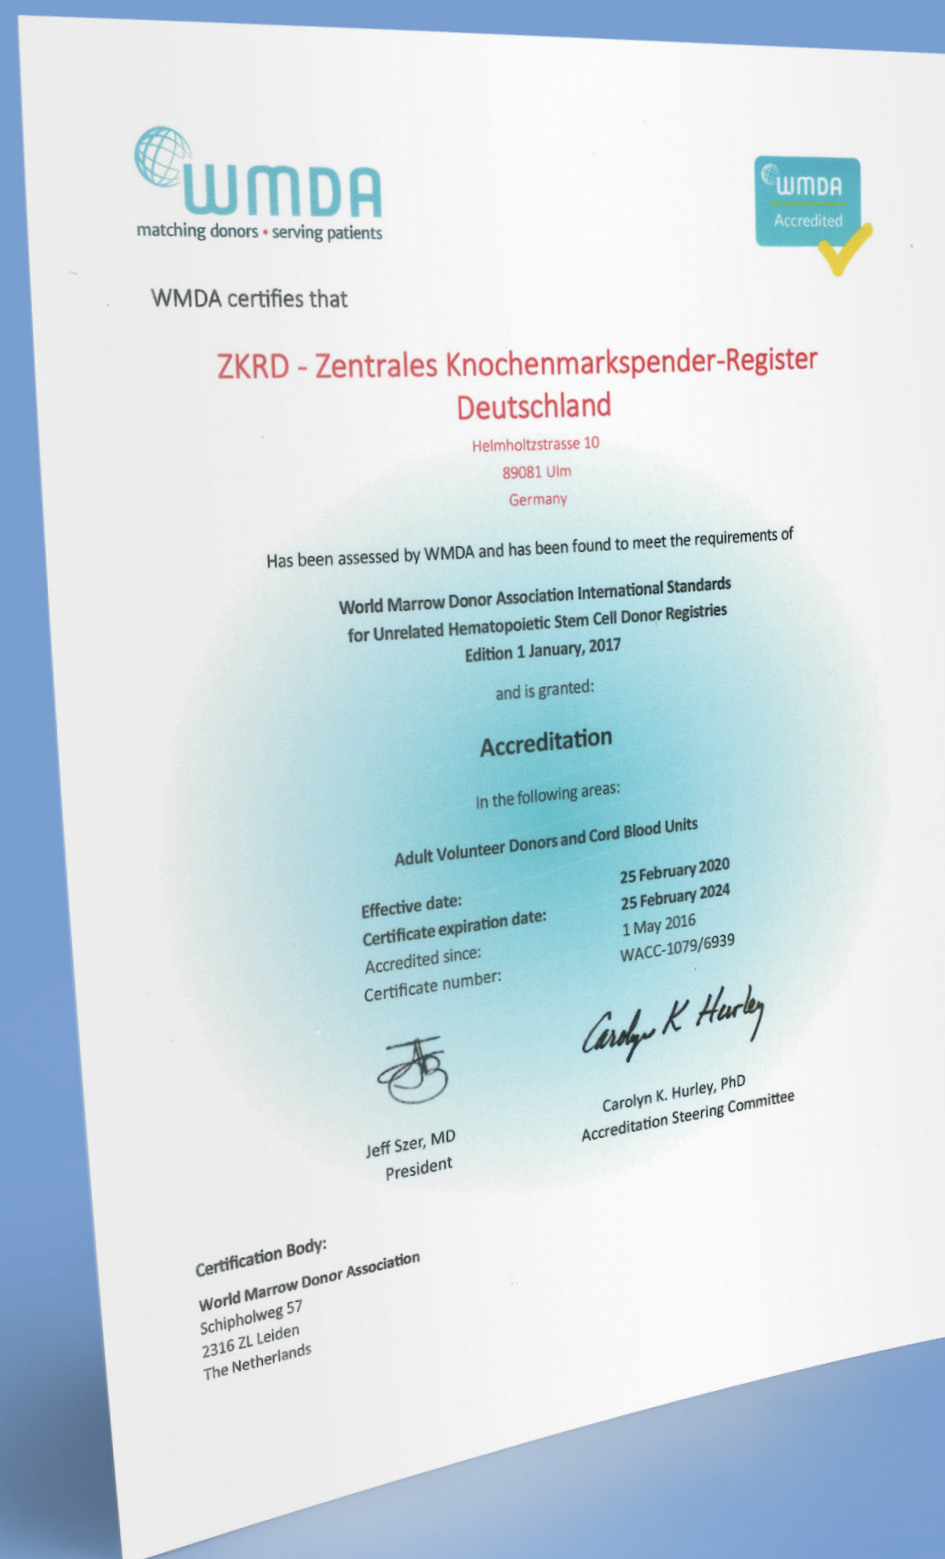 WMDA
matching donors • serving patients
WMDA
Accredited
WMDA certifies that
ZKRD - Zentrales Knochenmarkspender-Register
Deutschland
Helmholtzstrasse 10
89081 Ulm
Germany
Has been assessed by WMDA and has been found to meet the requirements of
World Marrow Donor Association International Standards
for Unrelated Hematopoietic Stem Cell Donor Registries
Edition 1 January, 2017
and is granted:
Accreditation
In the following areas:
Adult Volunteer Donors and Cord Blood Units
Effective date: 25 February 2020
Certificate expiration date: 25 February 2024
Accredited since: 1 May 2016
Certificate number: WACC-1079/6939
Carolyn K Hurley
Jeff Szer, MD
President
Carolyn K. Hurley, PhD
Accreditation Steering Committee
Certification Body:
World Marrow Donor Association
Schipholweg 57
2316 ZL Leiden
The Netherlands